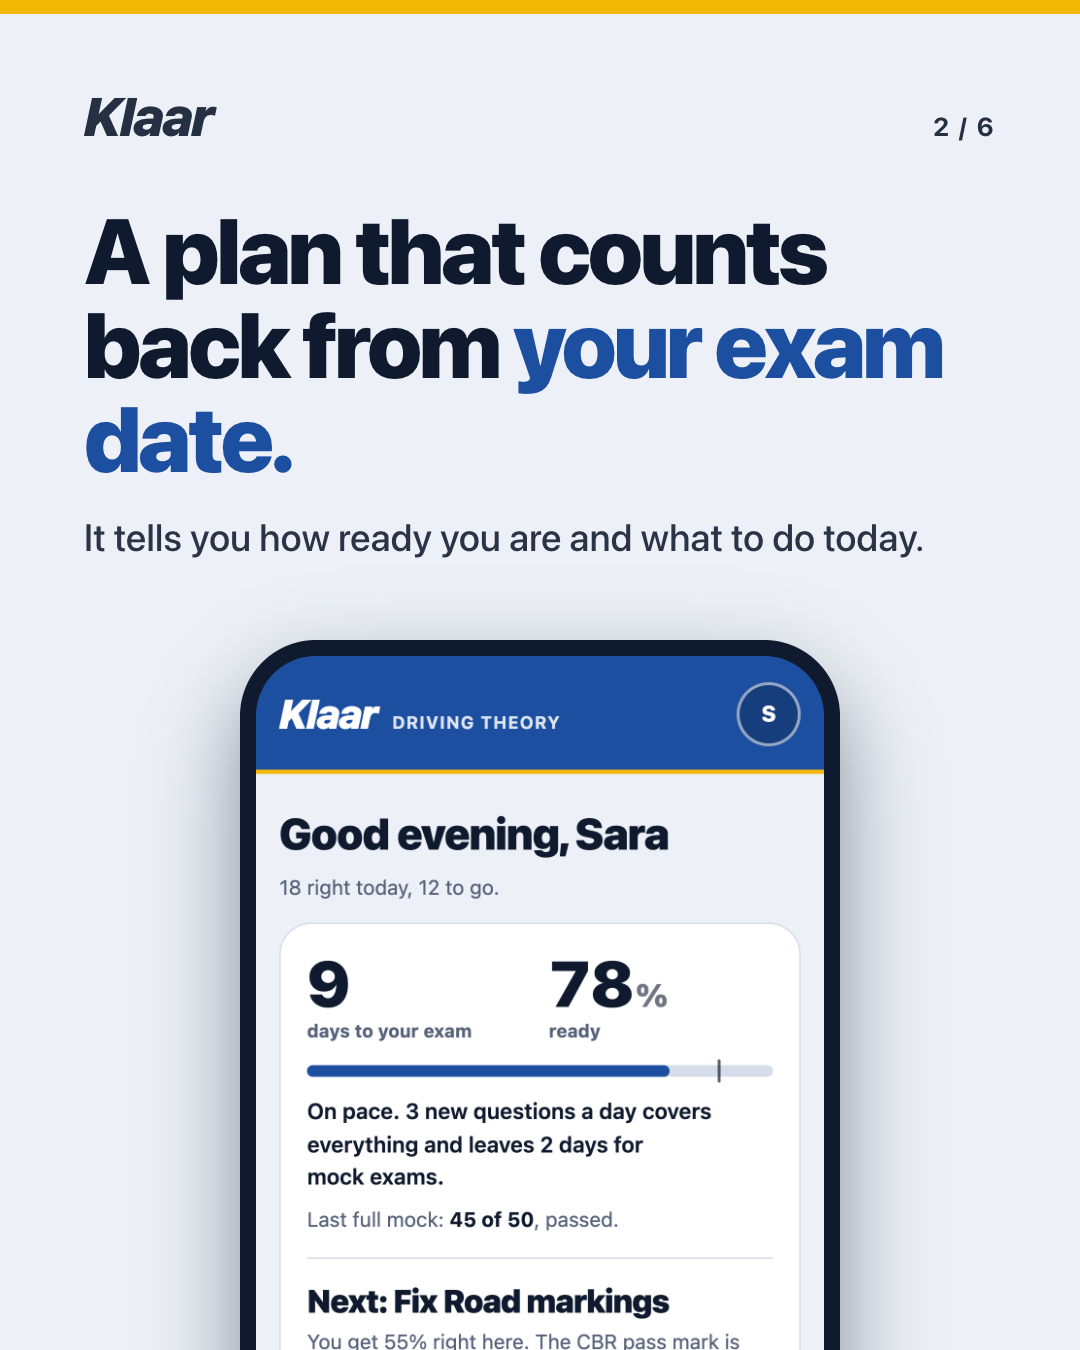 Klaar
2 / 6
A plan that counts
back from your exam
date.
It tells you how ready you are and what to do today.
Klaar DRIVING THEORY
S
Good evening, Sara
18 right today, 12 to go.
9
days to your exam
78%
ready
On pace. 3 new questions a day covers
everything and leaves 2 days for
mock exams.
Last full mock: 45 of 50, passed.
Next: Fix Road markings
You get 55% right here. The CBR pass mark is